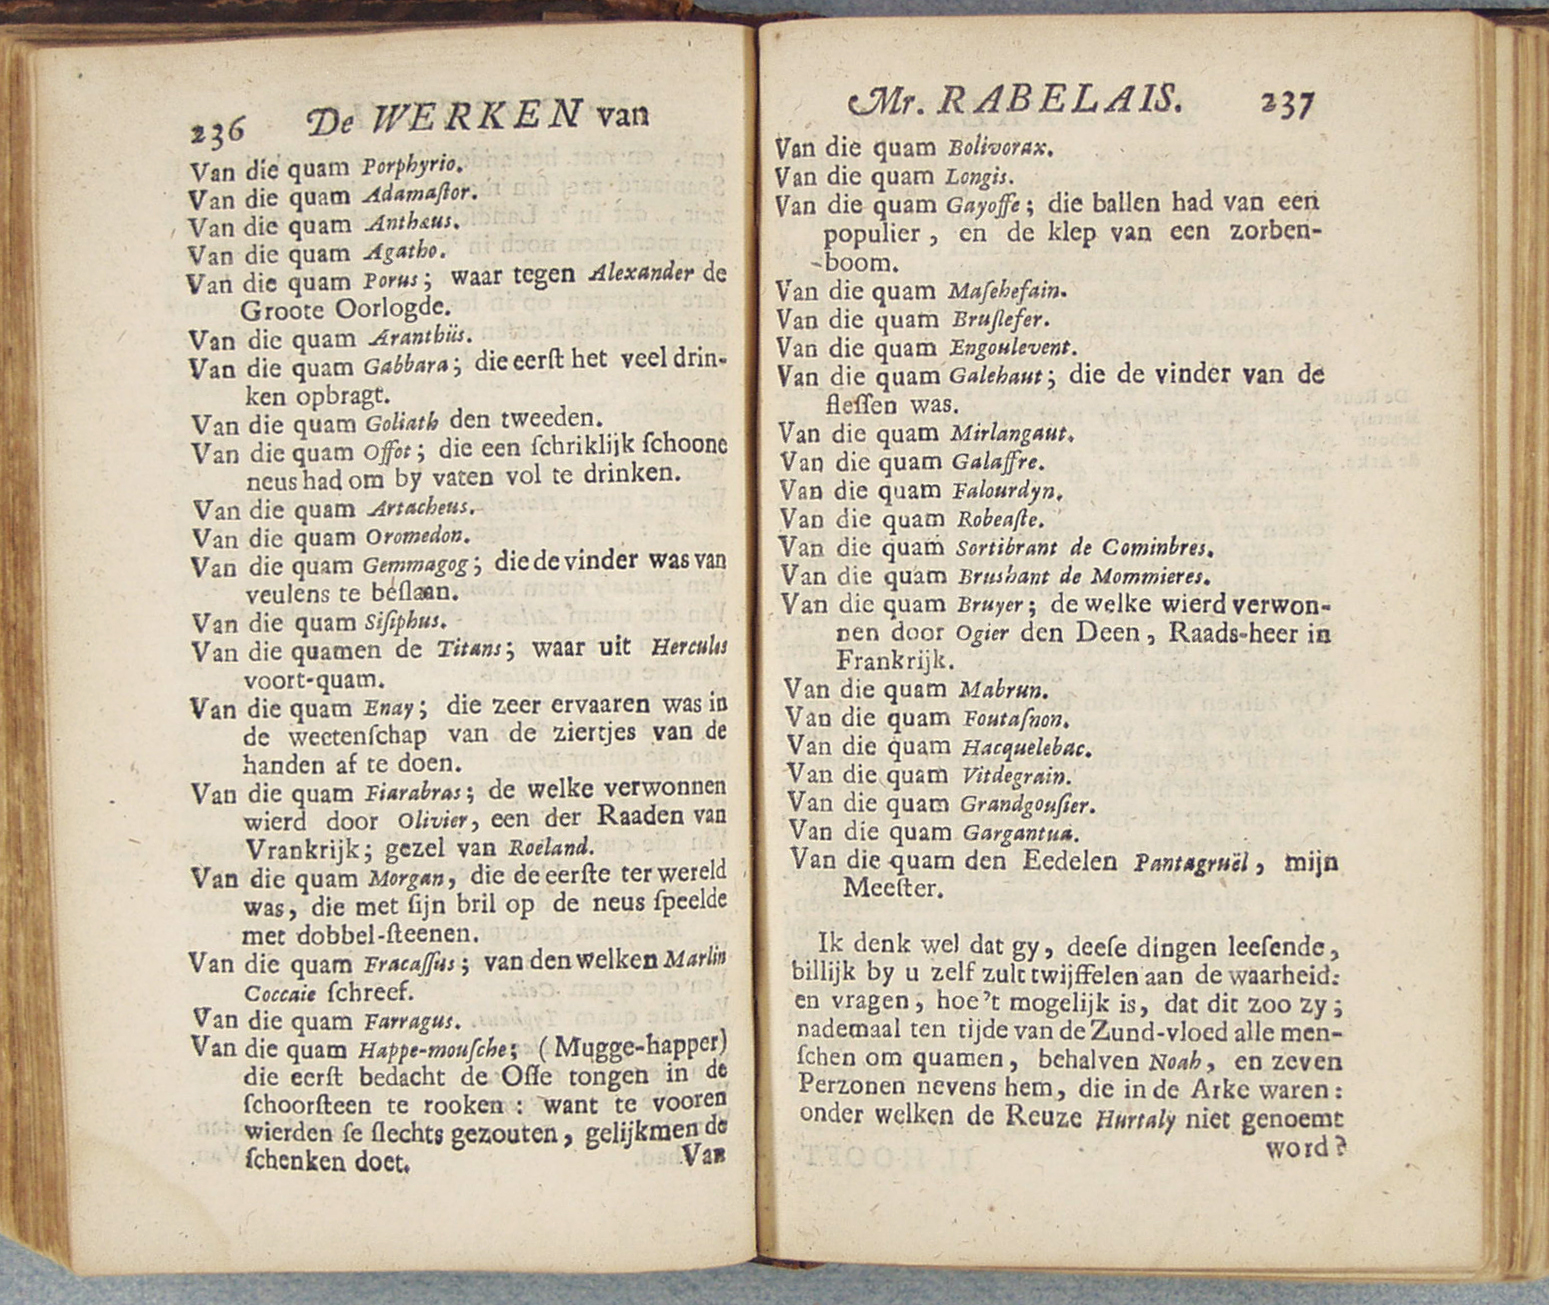 236 De WERKEN van
Van die quam Porphyrio.
Van die quam Adamaſtor.
Van die quam Anthæus.
Van die quam Agatho.
Van die quam Porus; waar tegen Alexander de
Groote Oorlogde.
Van die quam Aranthiis.
Van die quam Gabbara; die eerſt het veel drin-
ken opbragt.
Van die quam Goliath den tweeden.
Van die quam Offot; die een ſchriklijk ſchoone
neus had om by vaten vol te drinken.
Van die quam Artacheus.
Van die quam Oromedon.
Van die quam Gemmagog; die de vinder was van
veulens te beſlaan.
Van die quam Siſiphus.
Van die quamen de Titans; waar uit Hercules
voort-quam.
Van die quam Enay; die zeer ervaaren was in
de weetenſchap van de ziertjes van de
handen af te doen.
Van die quam Fiarabras; de welke verwonnen
wierd door Olivier, een der Raaden van
Vrankrijk; gezel van Roeland.
Van die quam Morgan, die de eerſte ter wereld
was, die met ſijn bril op de neus ſpeelde
met dobbel-ſteenen.
Van die quam Fracaſſus; van den welken Marlin
Coccaie ſchreef.
Van die quam Farragus.
Van die quam Happe-mouſche; (Mugge-happer)
die eerſt bedacht de Oſſe tongen in de
ſchoorſteen te rooken: want te vooren
wierden ſe ſlechts gezouten, gelijkmen de
ſchenken doet.
Van
Mr. RABELAIS. 237
Van die quam Bolivorax.
Van die quam Longis.
Van die quam Gayoffe; die ballen had van een
populier, en de klep van een zorben-
-boom.
Van die quam Maſehefain.
Van die quam Bruſlefer.
Van die quam Engoulevent.
Van die quam Galehaut; die de vinder van de
fleſſen was.
Van die quam Mirlangaut.
Van die quam Galaffre.
Van die quam Falourdyn.
Van die quam Robeaſte.
Van die quam Sortibrant de Cominbres.
Van die quam Brushant de Mommieres.
Van die quam Bruyer; de welke wierd verwon-
nen door Ogier den Deen, Raads-heer in
Frankrijk.
Van die quam Mabrun.
Van die quam Foutaſnon.
Van die quam Hacquelebac.
Van die quam Vitdegrain.
Van die quam Grandgouſier.
Van die quam Gargantua.
Van die quam den Eedelen Pantagruël, mijn
Meeſter.
Ik denk wel dat gy, deeſe dingen leeſende,
billijk by u zelf zult twijffelen aan de waarheid:
en vragen, hoe 't mogelijk is, dat dit zoo zy;
nademaal ten tijde van de Zund-vloed alle men-
ſchen om quamen, behalven Noah, en zeven
Perzonen nevens hem, die in de Arke waren:
onder welken de Reuze Hurtaly niet genoemt
word?